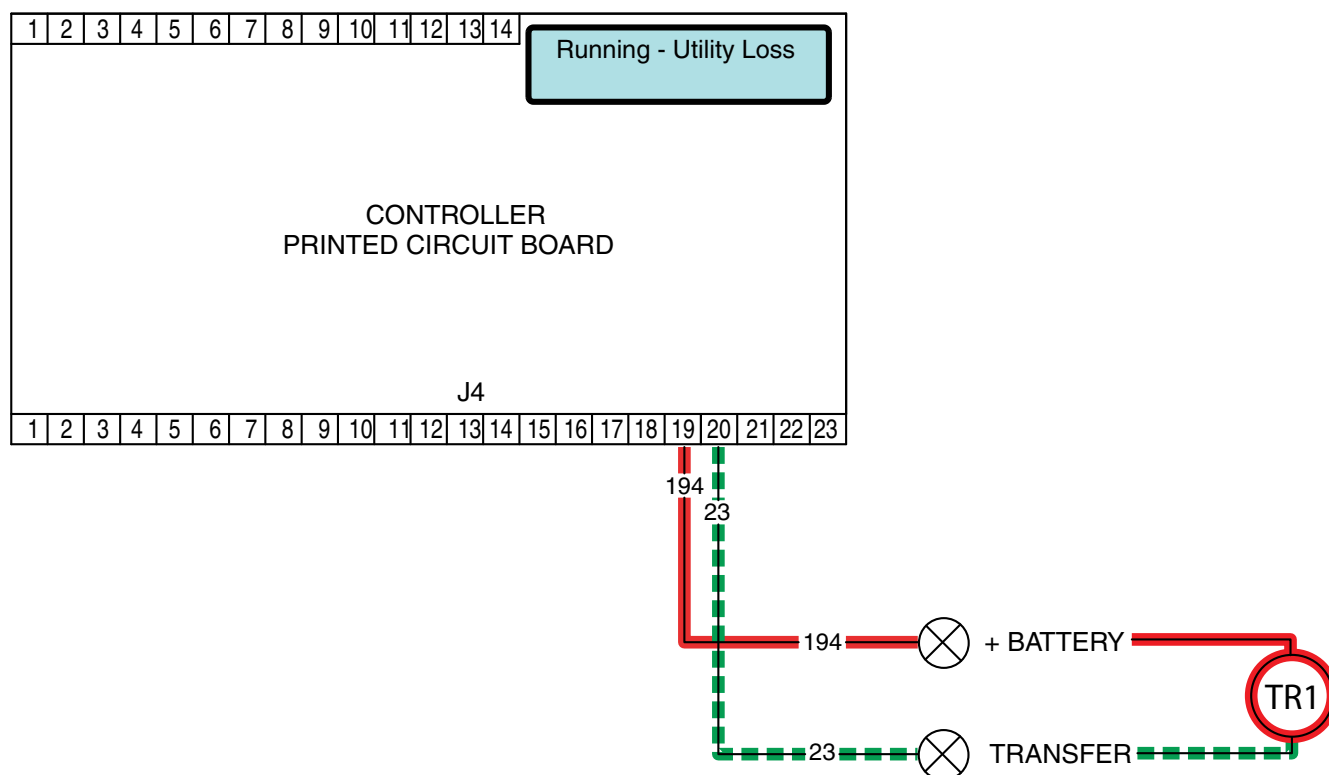 1 2 3 4 5 6 7 8 9 10 11 12 13 14
Running - Utility Loss
CONTROLLER
PRINTED CIRCUIT BOARD
J4
1 2 3 4 5 6 7 8 9 10 11 12 13 14 15 16 17 18 19 20 21 22 23
194
23
194 + BATTERY
TR1
23 TRANSFER